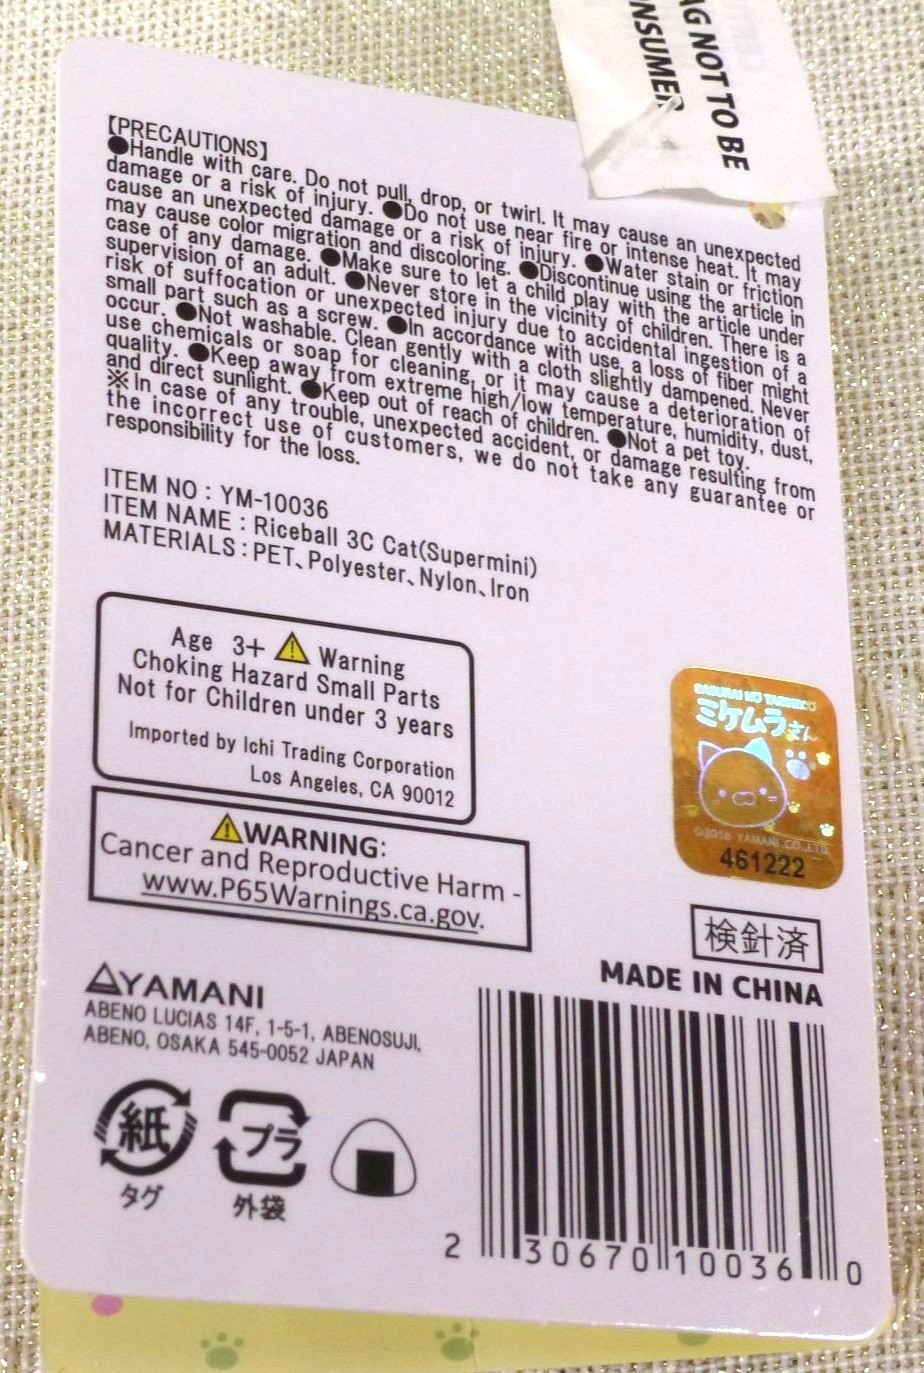 AG NOT TO BE
NSUMER
【PRECAUTIONS】
●Handle with care. Do not pull, drop, or twirl. It may cause an unexpected
damage or a risk of injury. ●Do not use near fire or intense heat. It may
cause an unexpected damage or a risk of injury. ●Water stain or friction
may cause color migration and discoloring. ●Discontinue using the article in
case of any damage. ●Make sure to let a child play with the article under
supervision of an adult. ●Never store in the vicinity of children. There is a
risk of suffocation or unexpected injury due to accidental ingestion of a
small part such as a screw. ●In accordance with use, a loss of fiber might
occur. ●Not washable. Clean gently with a cloth slightly dampened. Never
use chemicals or soap for cleaning, or it may cause a deterioration of
quality. ●Keep away from extreme high/low temperature, humidity, dust,
and direct sunlight. ●Keep out of reach of children. ●Not a pet toy.
※In case of any trouble, unexpected accident, or damage resulting from
the incorrect use of customers, we do not take any guarantee or
responsibility for the loss.
ITEM NO : YM-10036
ITEM NAME : Riceball 3C Cat(Supermini)
MATERIALS : PET、Polyester、Nylon、Iron
Age 3+ ⚠ Warning
Choking Hazard Small Parts
Not for Children under 3 years
Imported by Ichi Trading Corporation
Los Angeles, CA 90012
⚠WARNING:
Cancer and Reproductive Harm -
www.P65Warnings.ca.gov.
ミケムラさん
©2016 YAMANI.CO.,LTD.
461222
検針済
MADE IN CHINA
YAMANI
ABENO LUCIAS 14F, 1-5-1, ABENOSUJI,
ABENO, OSAKA 545-0052 JAPAN
紙
タグ
プラ
外袋
2 30670 10036 0